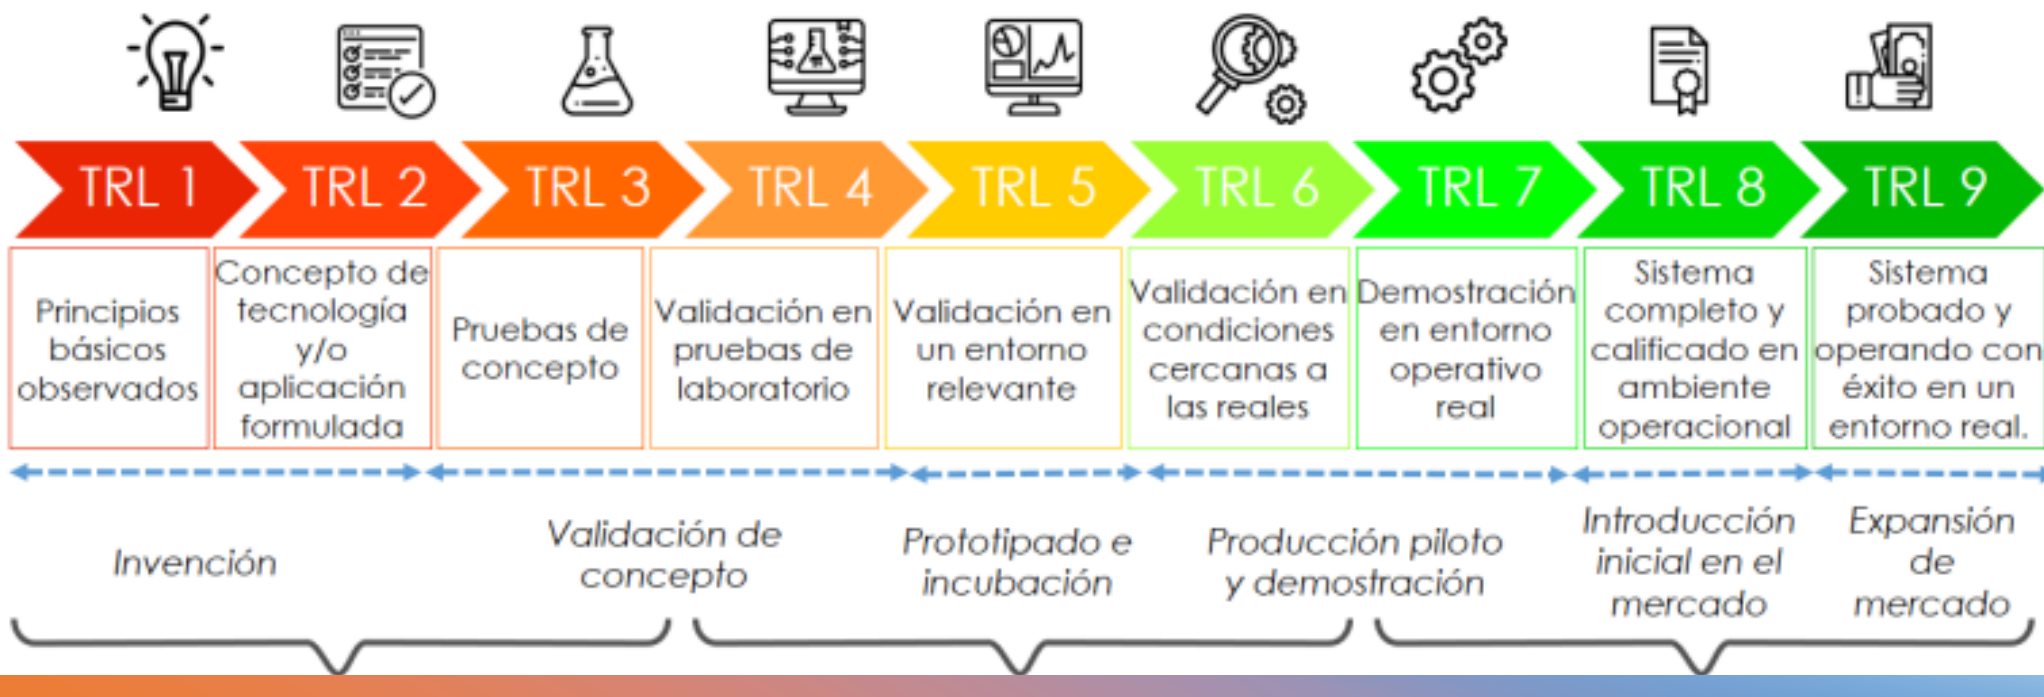 TRL 1
TRL 2
TRL 3
TRL 4
TRL 5
TRL 6
TRL 7
TRL 8
TRL 9
Principios
básicos
observados
Concepto de
tecnología
y/o
aplicación
formulada
Pruebas de
concepto
Validación en
pruebas de
laboratorio
Validación en
un entorno
relevante
Validación en
condiciones
cercanas a
las reales
Demostración
en entorno
operativo
real
Sistema
completo y
calificado en
ambiente
operacional
Sistema
probado y
operando con
éxito en un
entorno real.
Invención
Validación de
concepto
Prototipado e
incubación
Producción piloto
y demostración
Introducción
inicial en el
mercado
Expansión
de
mercado